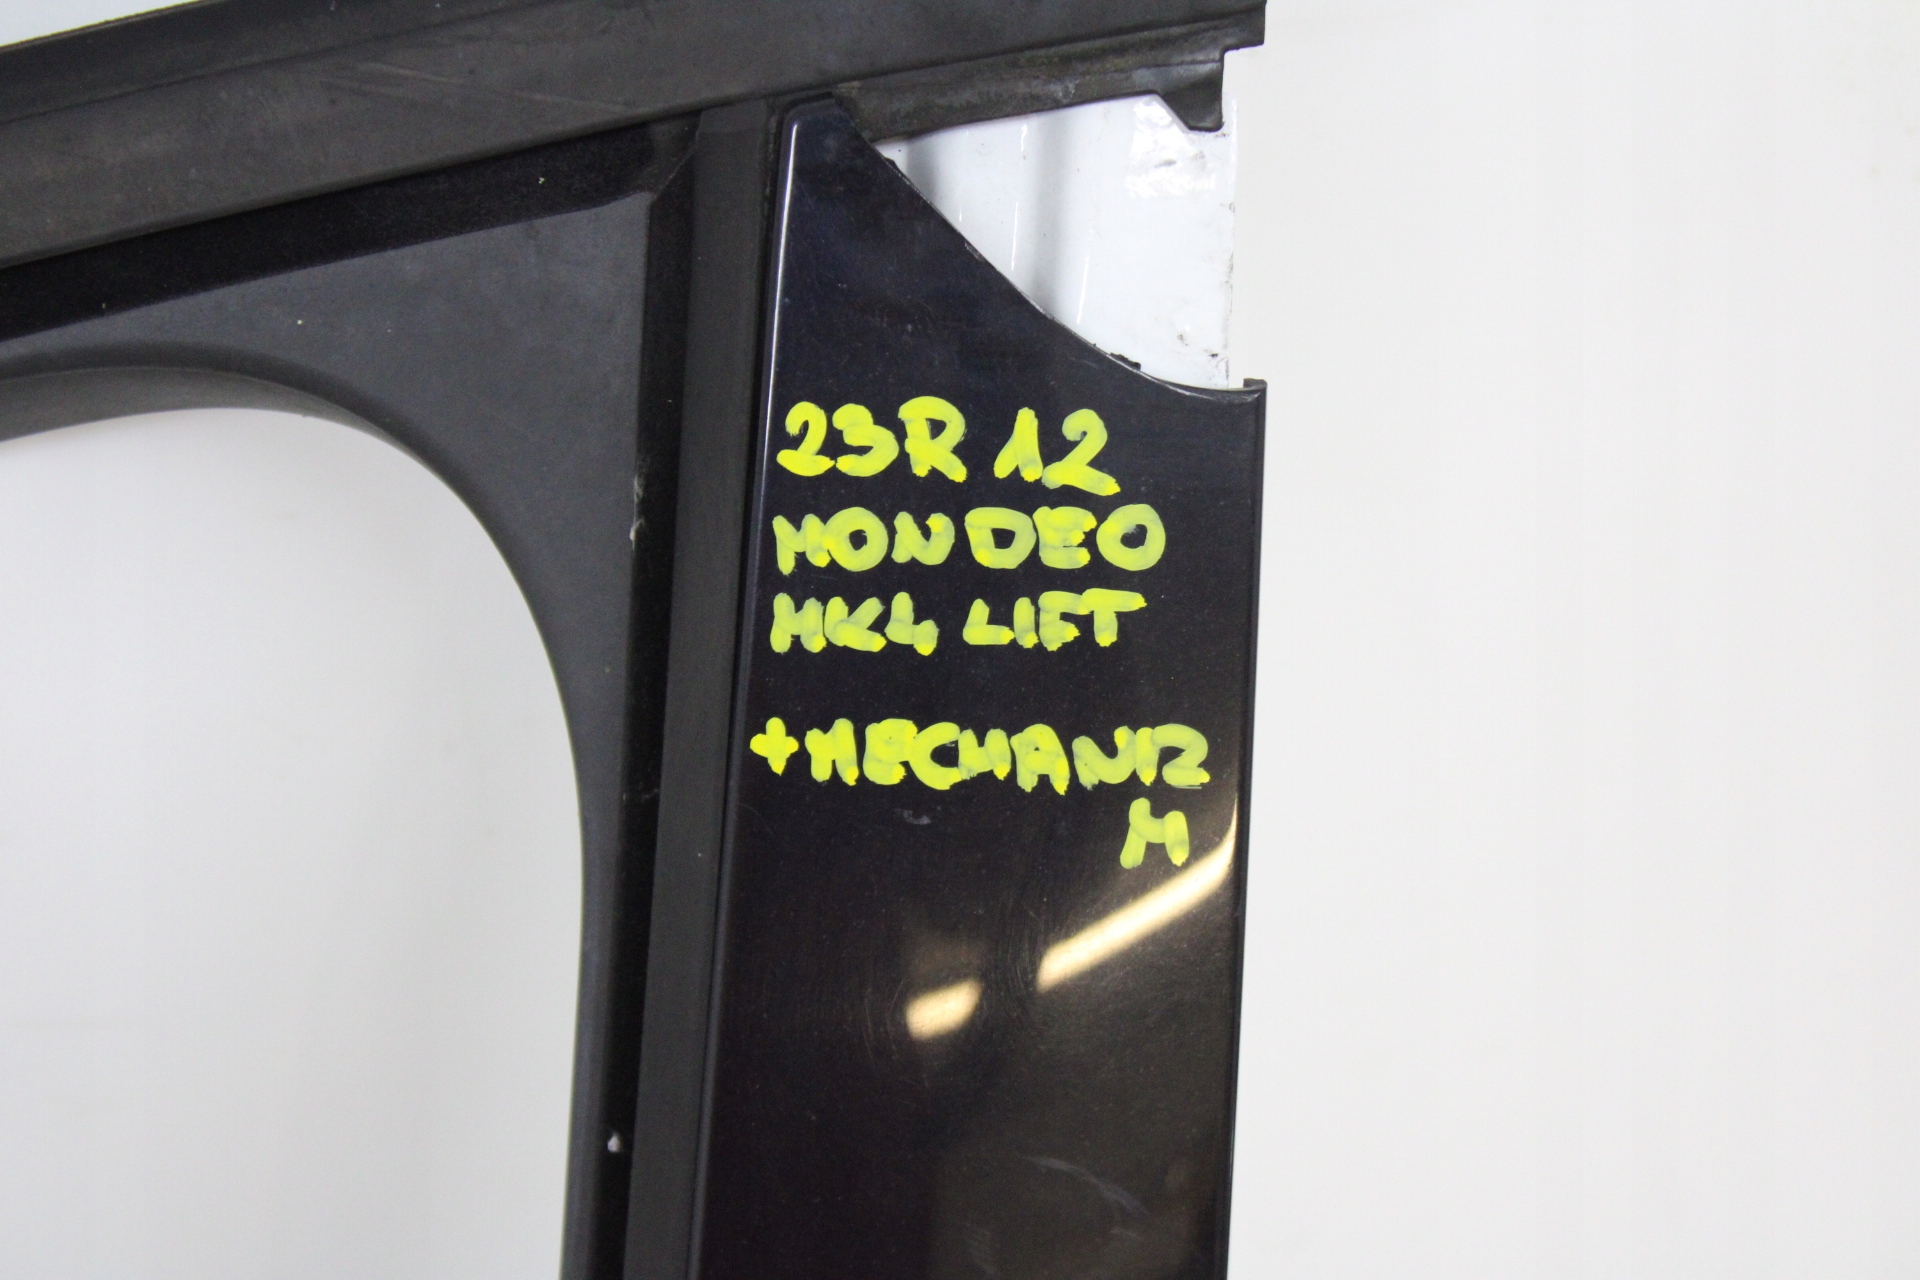 23R 12
MONDEO
MK4 LIFT
+MECHANIZ
M